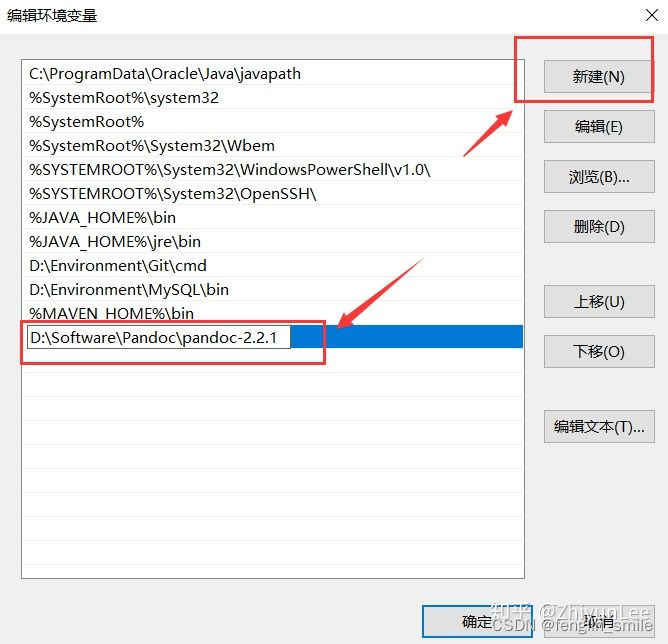 编辑环境变量
C:\ProgramData\Oracle\Java\javapath
%SystemRoot%\system32
%SystemRoot%
%SystemRoot%\System32\Wbem
%SYSTEMROOT%\System32\WindowsPowerShell\v1.0\
%SYSTEMROOT%\System32\OpenSSH\
%JAVA_HOME%\bin
%JAVA_HOME%\jre\bin
D:\Environment\Git\cmd
D:\Environment\MySQL\bin
%MAVEN_HOME%\bin
D:\Software\Pandoc\pandoc-2.2.1
新建(N)
编辑(E)
浏览(B)...
删除(D)
上移(U)
下移(O)
编辑文本(T)...
确定
取消
知乎 @ZhiyunLee
CSDN @fenglin_smile